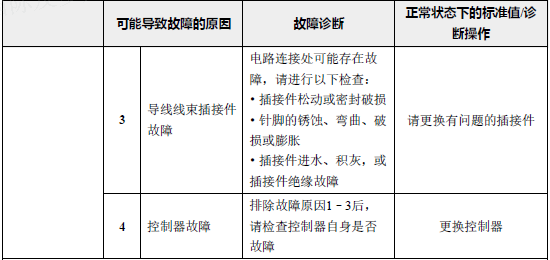 可能导致故障的原因
故障诊断
正常状态下的标准值/诊
断操作
3
导线线束插接件
故障
电路连接处可能存在故
障，请进行以下检查：
•插接件松动或密封破损
•针脚的锈蚀、弯曲、破
损或膨胀
•插接件进水、积灰，或
插接件绝缘故障
请更换有问题的插接件
4
控制器故障
排除故障原因1﹣3后，
请检查控制器自身是否
故障
更换控制器